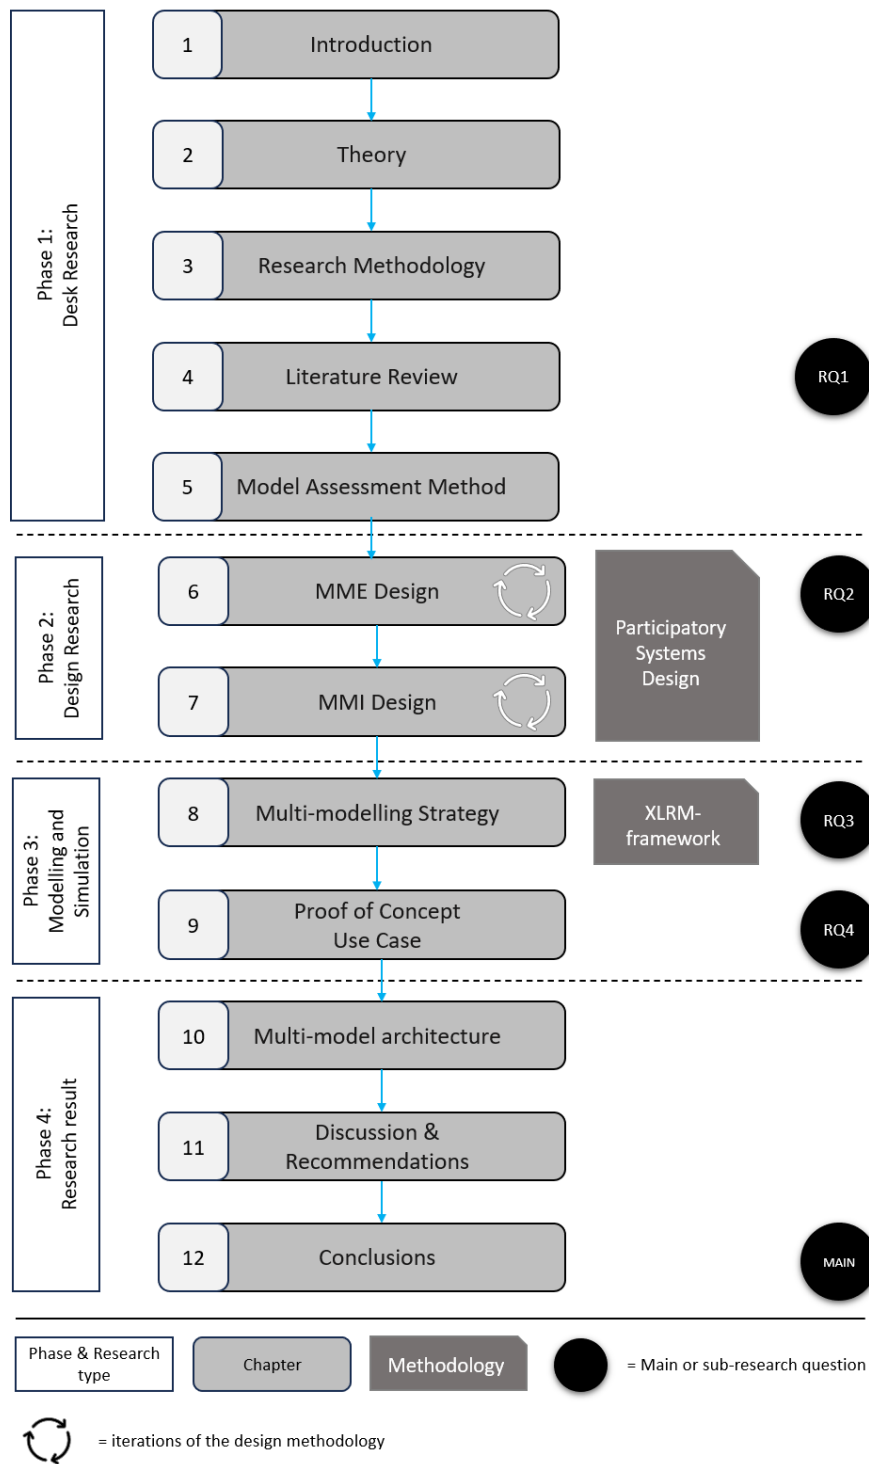 Phase 1:
Desk Research
1
Introduction
2
Theory
3
Research Methodology
4
Literature Review
RQ1
5
Model Assessment Method
Phase 2:
Design Research
6
MME Design
Participatory
Systems
Design
RQ2
7
MMI Design
Phase 3:
Modelling and
Simulation
8
Multi-modelling Strategy
XLRM-
framework
RQ3
9
Proof of Concept
Use Case
RQ4
Phase 4:
Research result
10
Multi-model architecture
11
Discussion &
Recommendations
12
Conclusions
MAIN
Phase & Research
type
Chapter
Methodology
= Main or sub-research question
= iterations of the design methodology